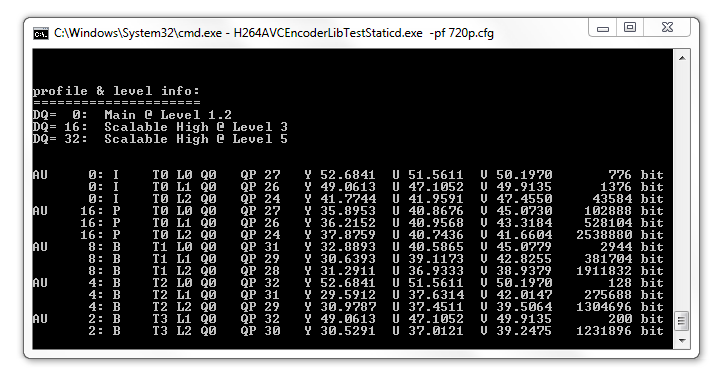 C:\Windows\System32\cmd.exe - H264AVCEncoderLibTestStaticd.exe -pf 720p.cfg
profile & level info:
=====================
DQ= 0: Main @ Level 1.2
DQ= 16: Scalable High @ Level 3
DQ= 32: Scalable High @ Level 5
AU 0: I T0 L0 Q0 QP 27 Y 52.6841 U 51.5611 V 50.1970 776 bit
0: I T0 L1 Q0 QP 26 Y 49.0613 U 47.1052 V 49.9135 1376 bit
0: I T0 L2 Q0 QP 24 Y 41.7744 U 41.9591 V 47.4550 43584 bit
AU 16: P T0 L0 Q0 QP 27 Y 35.8953 U 40.8676 V 45.0730 102888 bit
16: P T0 L1 Q0 QP 26 Y 36.2152 U 40.9568 V 43.3184 528104 bit
16: P T0 L2 Q0 QP 24 Y 37.8759 U 40.7436 V 41.6604 2538880 bit
AU 8: B T1 L0 Q0 QP 31 Y 32.8893 U 40.5865 V 45.0779 2944 bit
8: B T1 L1 Q0 QP 29 Y 30.6393 U 39.1173 V 42.8255 381704 bit
8: B T1 L2 Q0 QP 28 Y 31.2911 U 36.9333 V 38.9379 1911832 bit
AU 4: B T2 L0 Q0 QP 32 Y 52.6841 U 51.5611 V 50.1970 128 bit
4: B T2 L1 Q0 QP 31 Y 29.5912 U 37.6314 V 42.0147 275688 bit
4: B T2 L2 Q0 QP 29 Y 30.9787 U 37.4511 V 39.5064 1304696 bit
AU 2: B T3 L1 Q0 QP 32 Y 49.0613 U 47.1052 V 49.9135 200 bit
2: B T3 L2 Q0 QP 30 Y 30.5291 U 37.0121 V 39.2475 1231896 bit